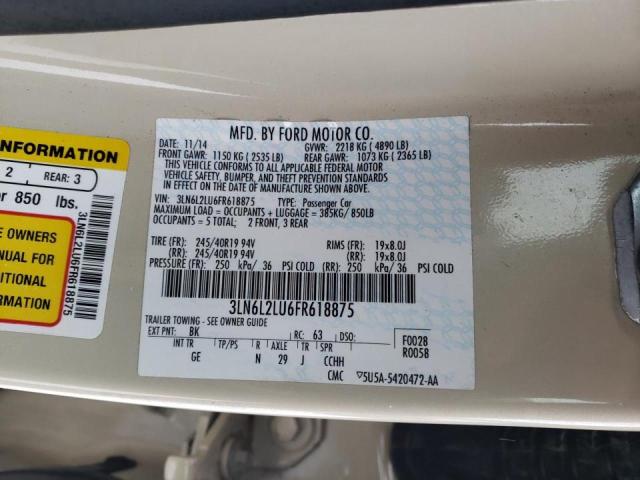 INFORMATION
2 REAR: 3
or 850 lbs.
E OWNERS
NUAL FOR
DITIONAL
RMATION
3LN6L2LU6FR618875
MFD. BY FORD MOTOR CO.
DATE: 11/14 GVWR: 2218 KG ( 4890 LB)
FRONT GAWR: 1150 KG ( 2535 LB) REAR GAWR: 1073 KG ( 2365 LB)
THIS VEHICLE CONFORMS TO ALL APPLICABLE FEDERAL MOTOR
VEHICLE SAFETY, BUMPER, AND THEFT PREVENTION STANDARDS
IN EFFECT ON THE DATE OF MANUFACTURE SHOWN ABOVE.
VIN: 3LN6L2LU6FR618875 TYPE: Passenger Car
MAXIMUM LOAD = OCCUPANTS + LUGGAGE = 385KG/ 850LB
OCCUPANTS = 5 TOTAL; 2 FRONT, 3 REAR
TIRE (FR): 245/40R19 94V RIMS (FR): 19x8.0J
(RR): 245/40R19 94V (RR): 19x8.0J
PRESSURE (FR): 250 kPa/ 36 PSI COLD (RR): 250 kPa/ 36 PSI COLD
3LN6L2LU6FR618875
TRAILER TOWING - SEE OWNER GUIDE
EXT PNT: BK RC: 63 DSO: F0028
R0058
INT TR TP/PS R AXLE TR SPR
GE N 29 J CCHH
CMC 5U5A-5420472-AA